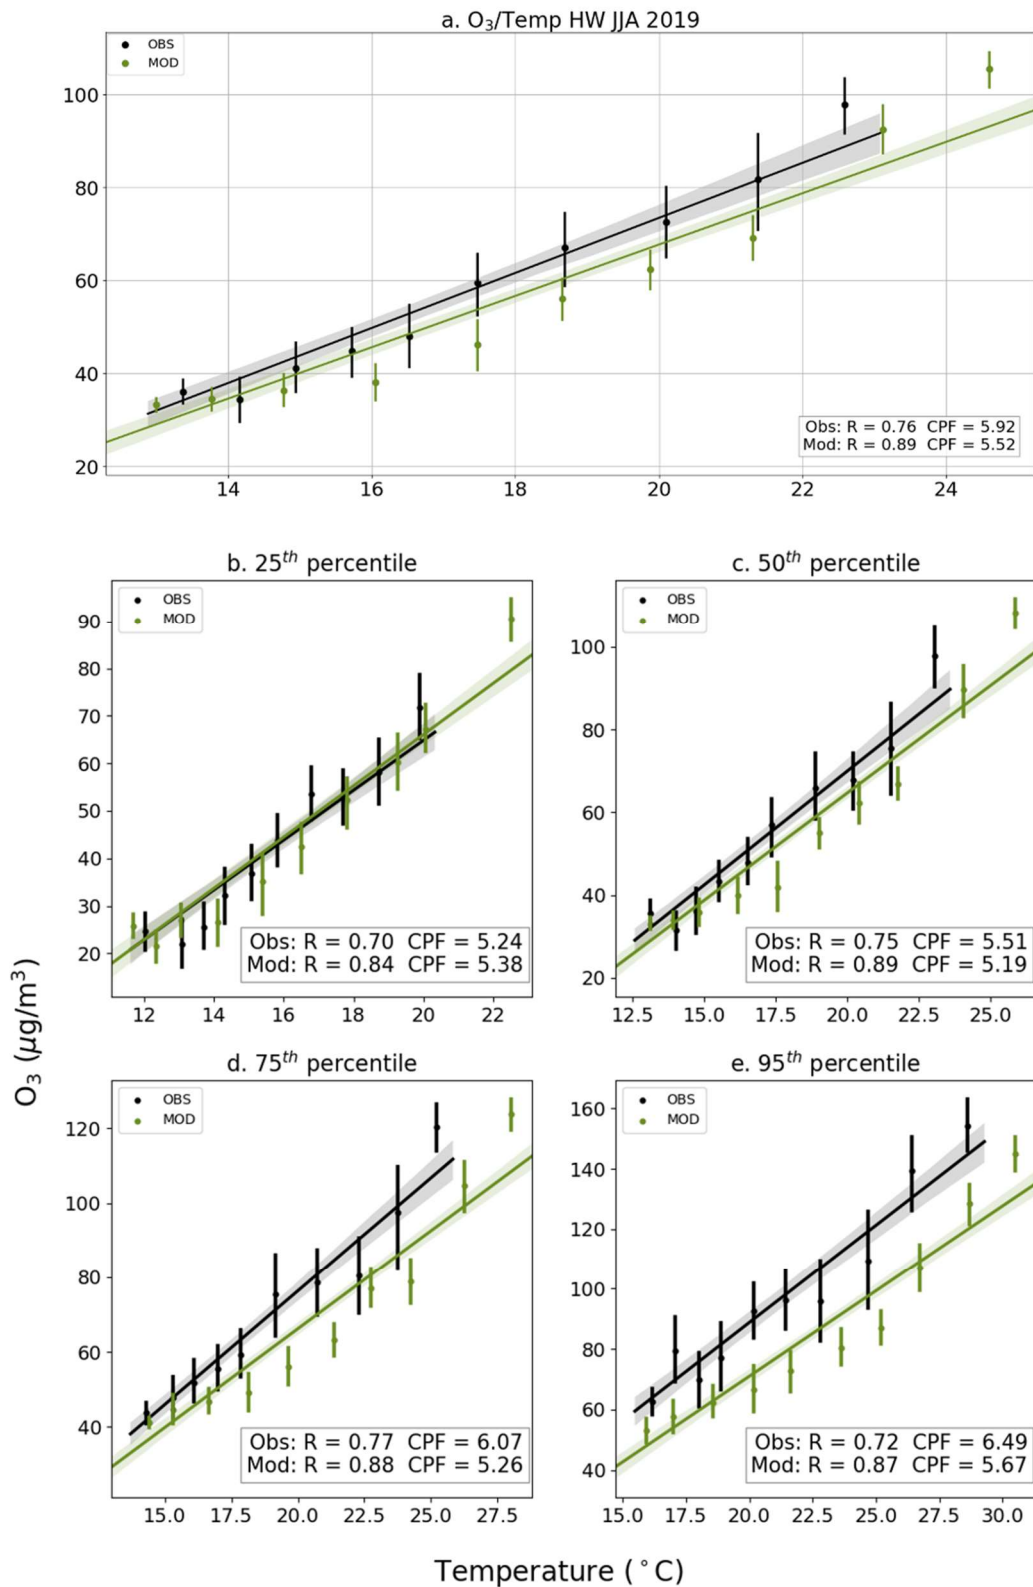 a. O₃/Temp HW JJA 2019
OBS
MOD
100
80
60
40
20
14 16 18 20 22 24
Obs: R = 0.76 CPF = 5.92
Mod: R = 0.89 CPF = 5.52
b. 25th percentile
OBS
MOD
90
80
70
60
50
40
30
20
12 14 16 18 20 22
Obs: R = 0.70 CPF = 5.24
Mod: R = 0.84 CPF = 5.38
c. 50th percentile
OBS
MOD
100
80
60
40
20
12.5 15.0 17.5 20.0 22.5 25.0
Obs: R = 0.75 CPF = 5.51
Mod: R = 0.89 CPF = 5.19
d. 75th percentile
OBS
MOD
120
100
80
60
40
15.0 17.5 20.0 22.5 25.0 27.5
Obs: R = 0.77 CPF = 6.07
Mod: R = 0.88 CPF = 5.26
e. 95th percentile
OBS
MOD
160
140
120
100
80
60
40
15.0 17.5 20.0 22.5 25.0 27.5 30.0
Obs: R = 0.72 CPF = 6.49
Mod: R = 0.87 CPF = 5.67
O₃ (μg/m³)
Temperature (°C)